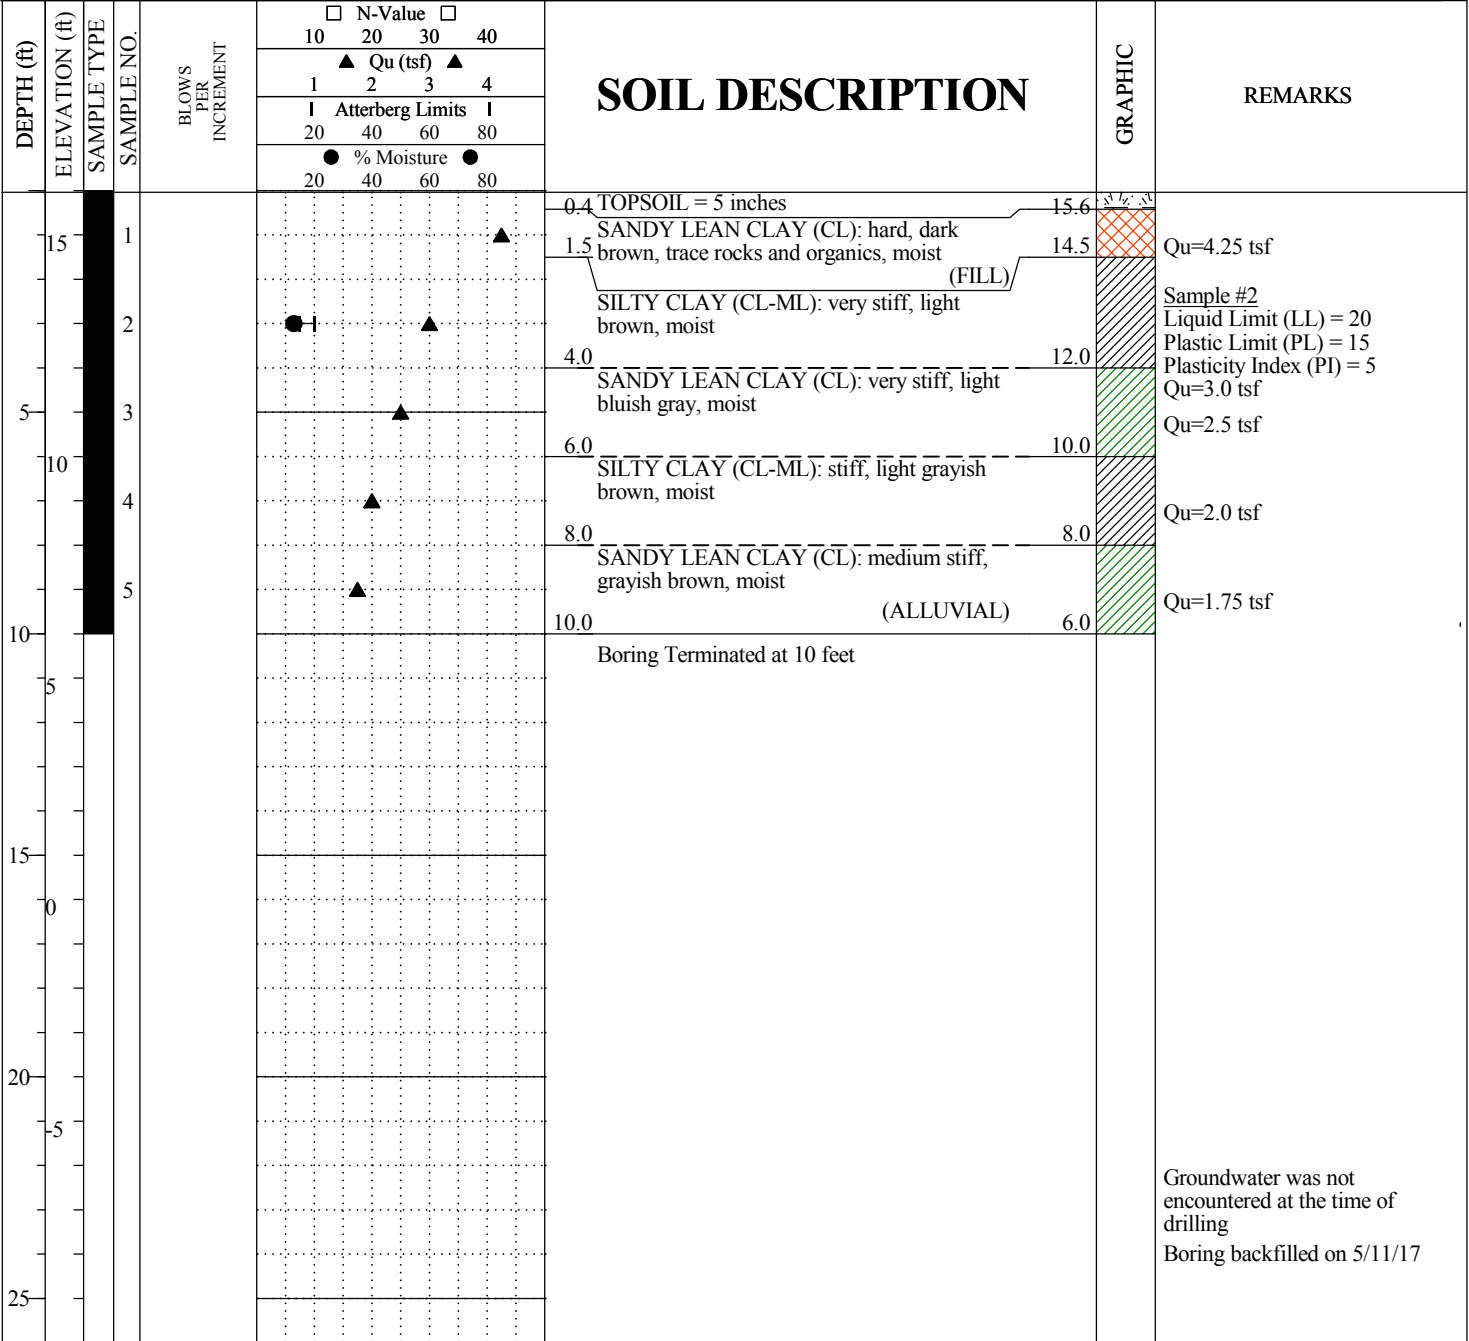 DEPTH (ft)
ELEVATION (ft)
SAMPLE TYPE
SAMPLE NO.
BLOWS
PER
INCREMENT
N-Value
10 20 30 40
Qu (tsf)
1 2 3 4
Atterberg Limits
20 40 60 80
% Moisture
20 40 60 80
SOIL DESCRIPTION
GRAPHIC
REMARKS
0.4 TOPSOIL = 5 inches 15.6
15 1
SANDY LEAN CLAY (CL): hard, dark
1.5 brown, trace rocks and organics, moist 14.5
Qu=4.25 tsf
(FILL)
SILTY CLAY (CL-ML): very stiff, light
brown, moist
2
Sample #2
Liquid Limit (LL) = 20
Plastic Limit (PL) = 15
Plasticity Index (PI) = 5
4.0 12.0
SANDY LEAN CLAY (CL): very stiff, light
bluish gray, moist
Qu=3.0 tsf
5 3
Qu=2.5 tsf
6.0 10.0
10
SILTY CLAY (CL-ML): stiff, light grayish
brown, moist
4
Qu=2.0 tsf
8.0 8.0
SANDY LEAN CLAY (CL): medium stiff,
grayish brown, moist
5
Qu=1.75 tsf
(ALLUVIAL)
10.0 6.0
10
Boring Terminated at 10 feet
5
15
0
20
-5
Groundwater was not
encountered at the time of
drilling
Boring backfilled on 5/11/17
25